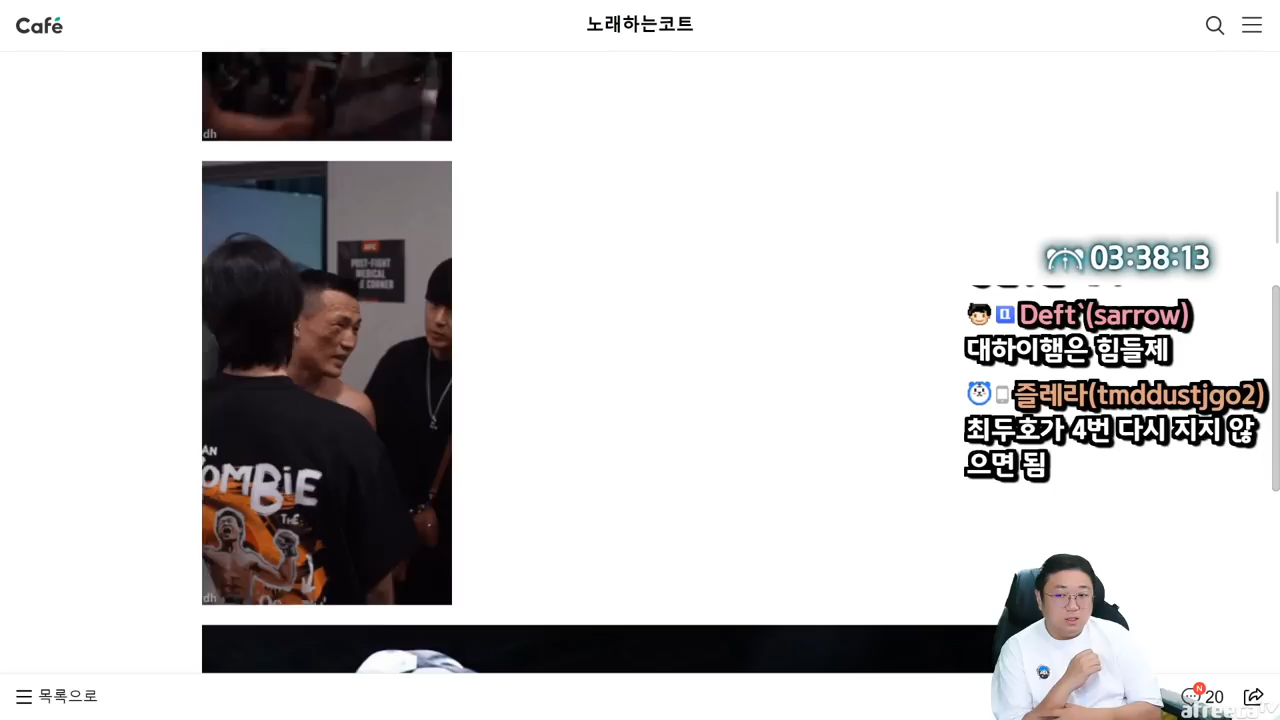 Café
노래하는코트
dh
UFC
POST-FIGHT
MEDICAL
E CORNER
03:38:13
Deft`(sarrow)
대하이햄은 힘들제
즐레라(tmddustjgo2)
최두호가 4번 다시 지지 않
으면 됨
AN
OMBiE
THE
dh
목록으로
N
20
afreecaTV